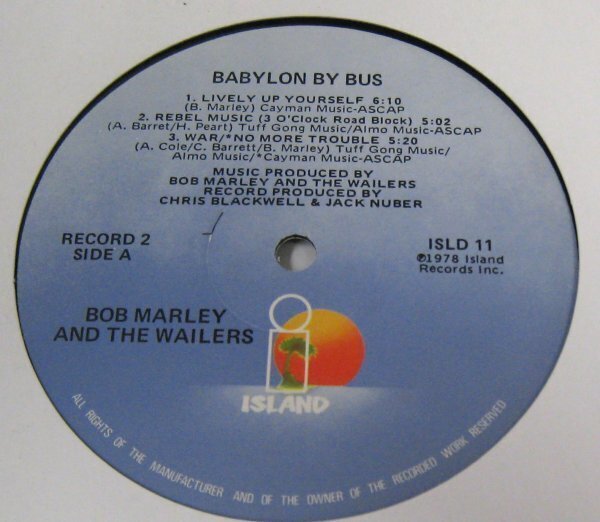 BABYLON BY BUS
1. LIVELY UP YOURSELF 6:10
(B. Marley) Cayman Music-ASCAP
2. REBEL MUSIC (3 O'Clock Road Block) 5:02
(A. Barret/H. Peart) Tuff Gong Music/Almo Music-ASCAP
3. WAR/*NO MORE TROUBLE 5:20
(A. Cole/C. Barrett/B. Marley) Tuff Gong Music/
Almo Music/*Cayman Music-ASCAP
MUSIC PRODUCED BY
BOB MARLEY AND THE WAILERS
RECORD PRODUCED BY
CHRIS BLACKWELL & JACK NUBER
RECORD 2
SIDE A
ISLD 11
℗1978 Island
Records Inc.
BOB MARLEY
AND THE WAILERS
i
ISLAND
ALL RIGHTS OF THE MANUFACTURER AND OF THE OWNER OF THE RECORDED WORK RESERVED